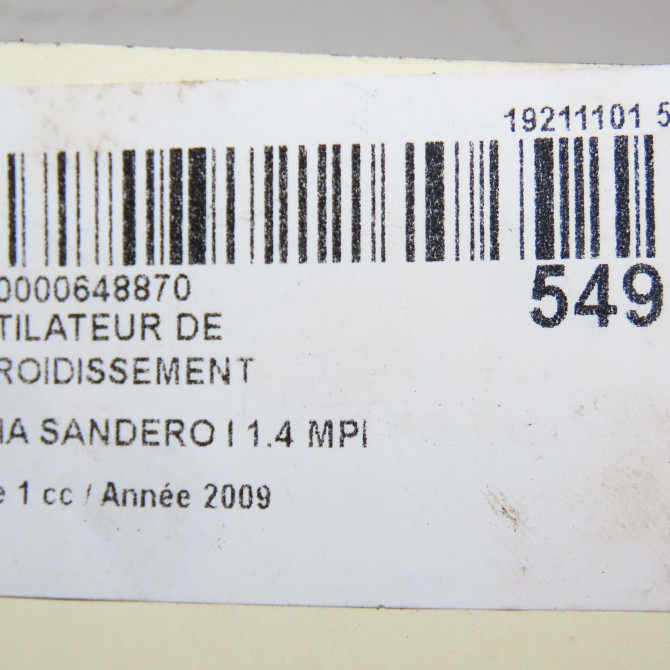 19211101 5
0000648870
549
TILATEUR DE
ROIDISSEMENT
IA SANDERO I 1.4 MPI
e 1 cc / Année 2009